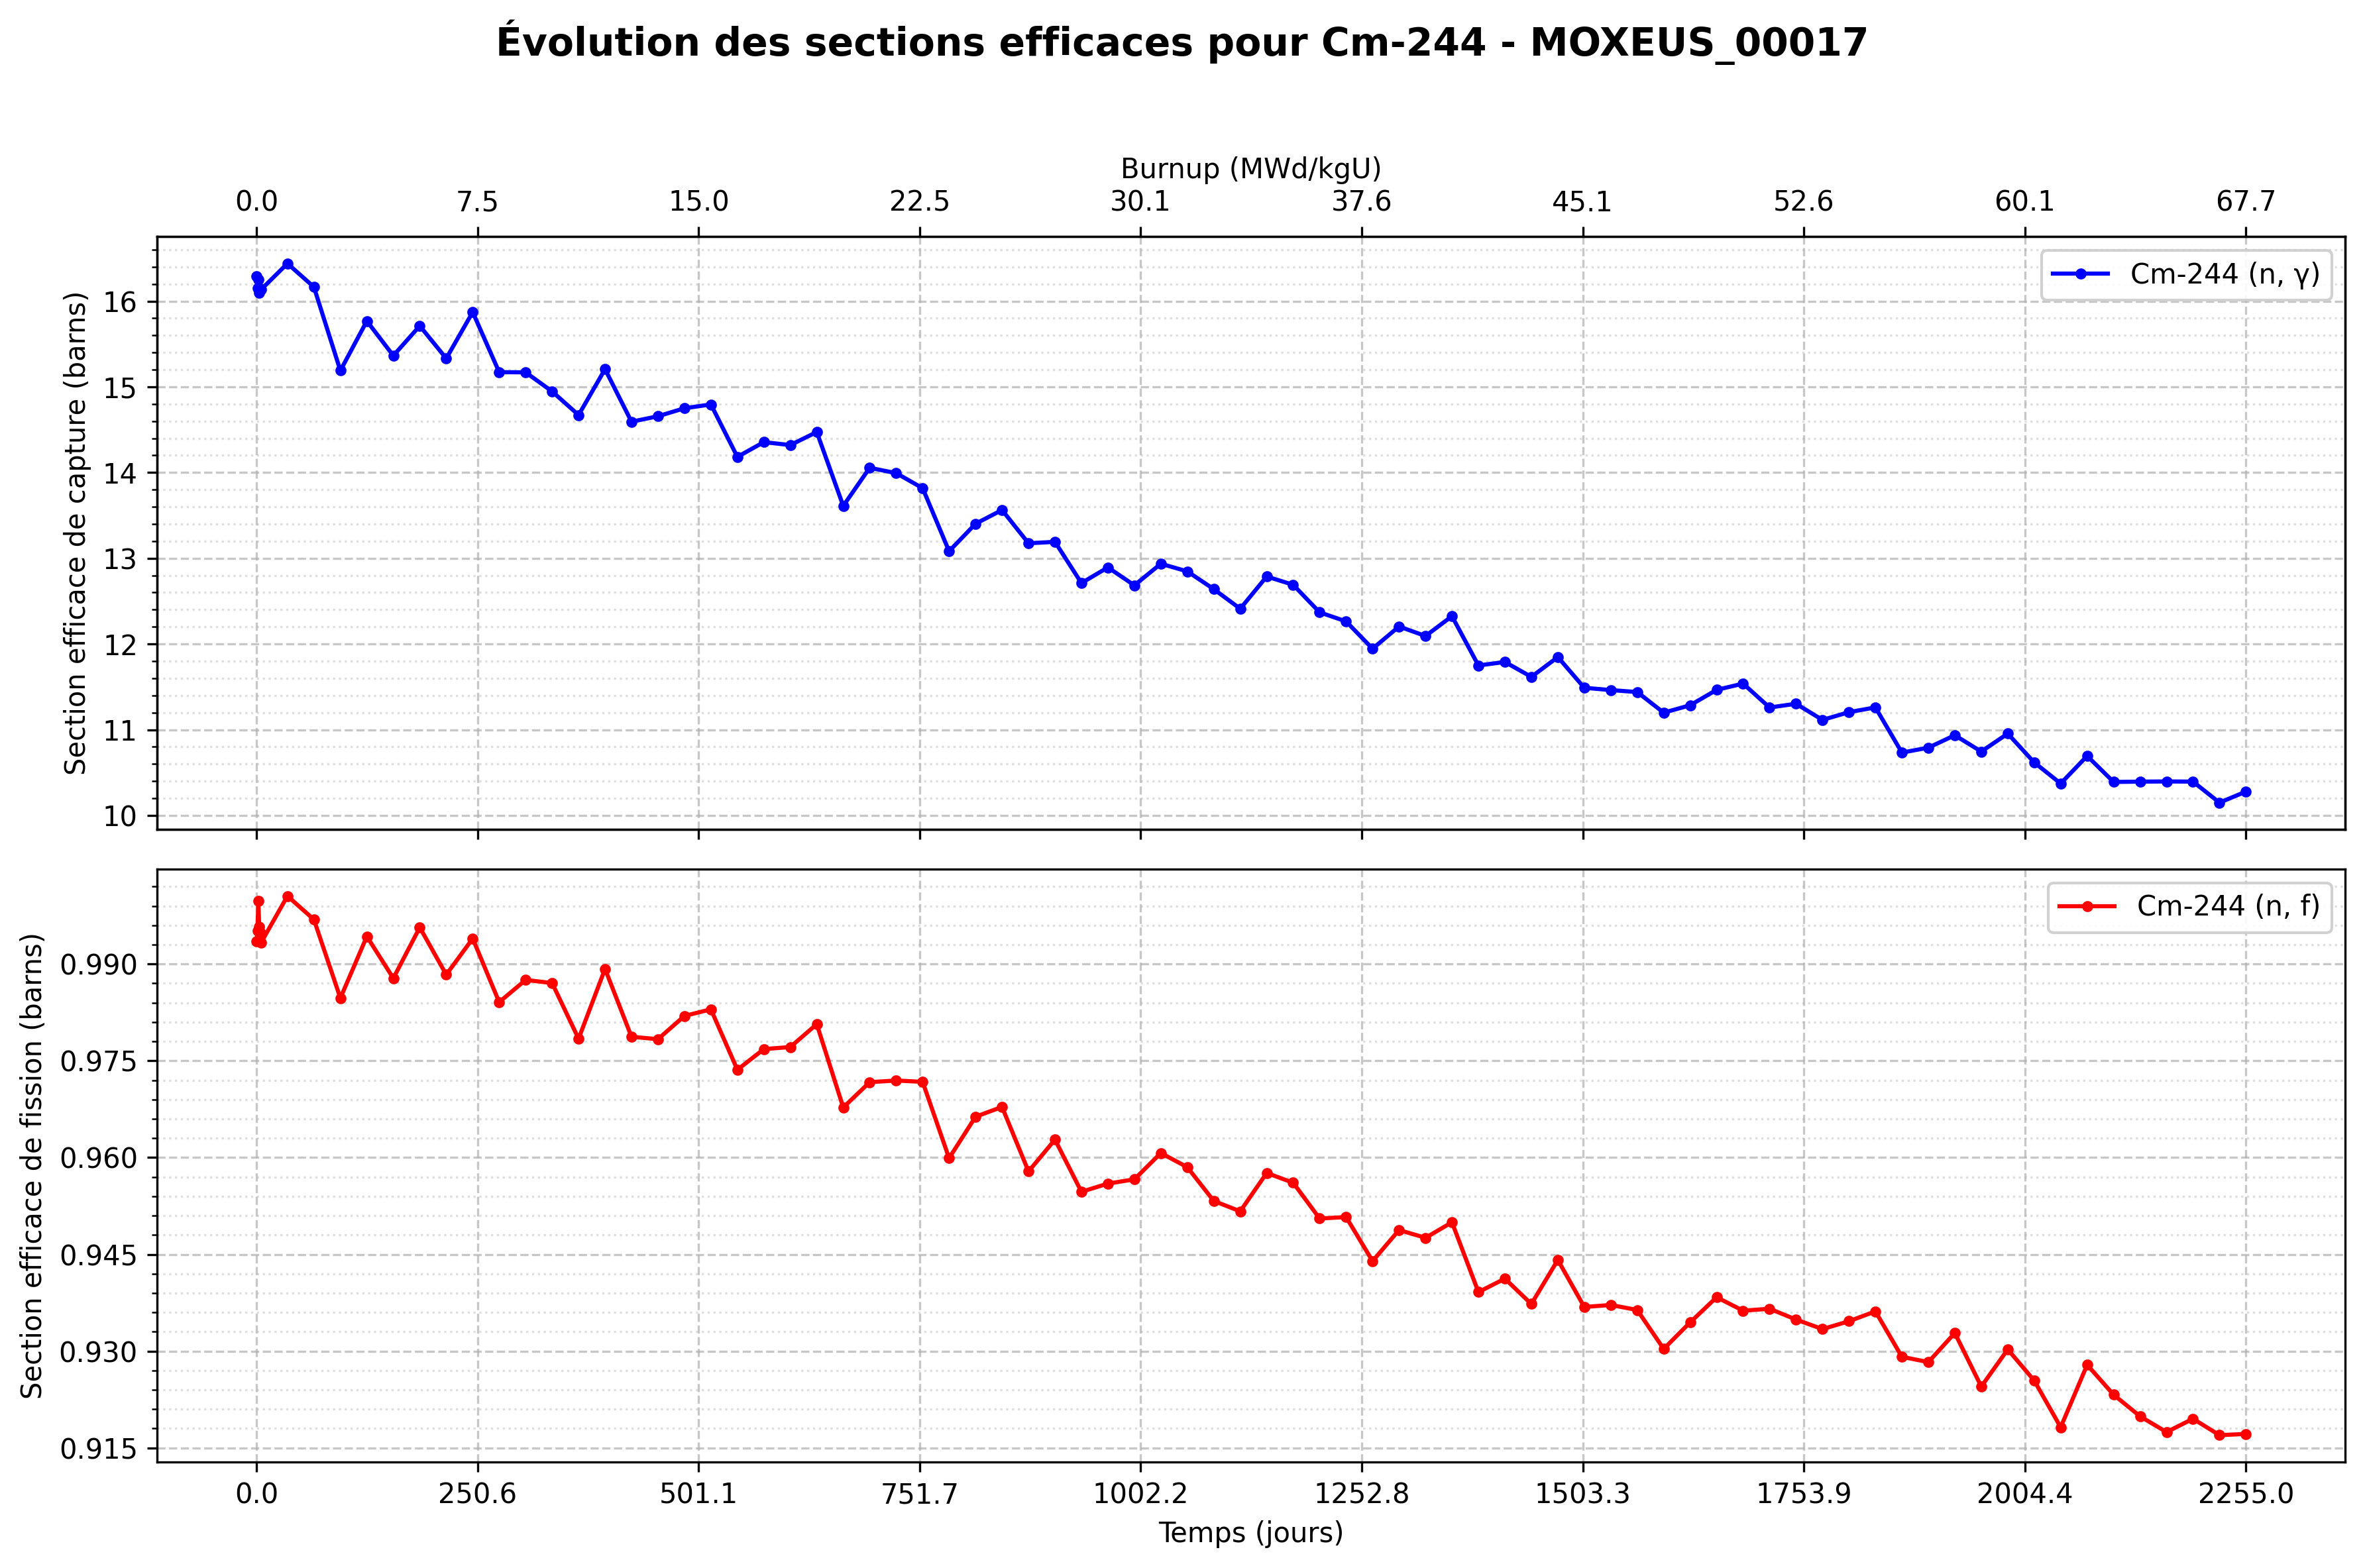 Évolution des sections efficaces pour Cm-244 - MOXEUS_00017
Burnup (MWd/kgU)
0.0 7.5 15.0 22.5 30.1 37.6 45.1 52.6 60.1 67.7
Cm-244 (n, γ)
Section efficace de capture (barns)
16
15
14
13
12
11
10
Cm-244 (n, f)
Section efficace de fission (barns)
0.990
0.975
0.960
0.945
0.930
0.915
0.0 250.6 501.1 751.7 1002.2 1252.8 1503.3 1753.9 2004.4 2255.0
Temps (jours)